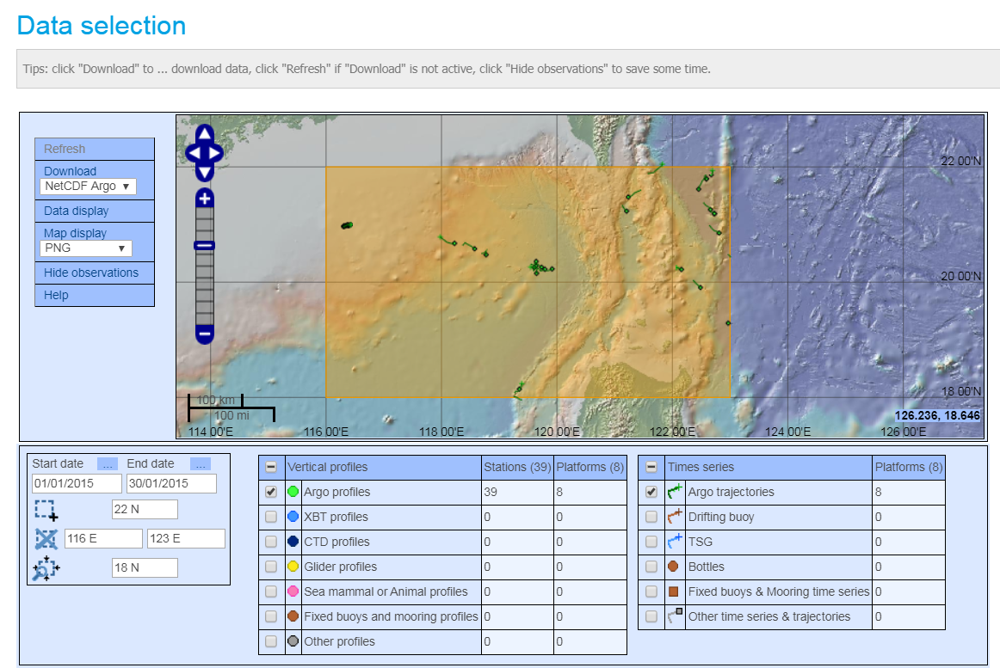 Data selection
Tips: click "Download" to ... download data, click "Refresh" if "Download" is not active, click "Hide observations" to save some time.
Refresh
Download
NetCDF Argo ▼
Data display
Map display
PNG ▼
Hide observations
Help
22 00'N
20 00'N
18 00'N
100 km
100 mi
126.236, 18.646
114 00'E 116 00'E 118 00'E 120 00'E 122 00'E 124 00'E 126 00'E
Start date ... End date ...
01/01/2015 30/01/2015
22 N
116 E 123 E
18 N
Vertical profiles Stations (39) Platforms (8)
Argo profiles 39 8
XBT profiles 0 0
CTD profiles 0 0
Glider profiles 0 0
Sea mammal or Animal profiles 0 0
Fixed buoys and mooring profiles 0 0
Other profiles 0 0
Times series Platforms (8)
Argo trajectories 8
Drifting buoy 0
TSG 0
Bottles 0
Fixed buoys & Mooring time series 0
Other time series & trajectories 0